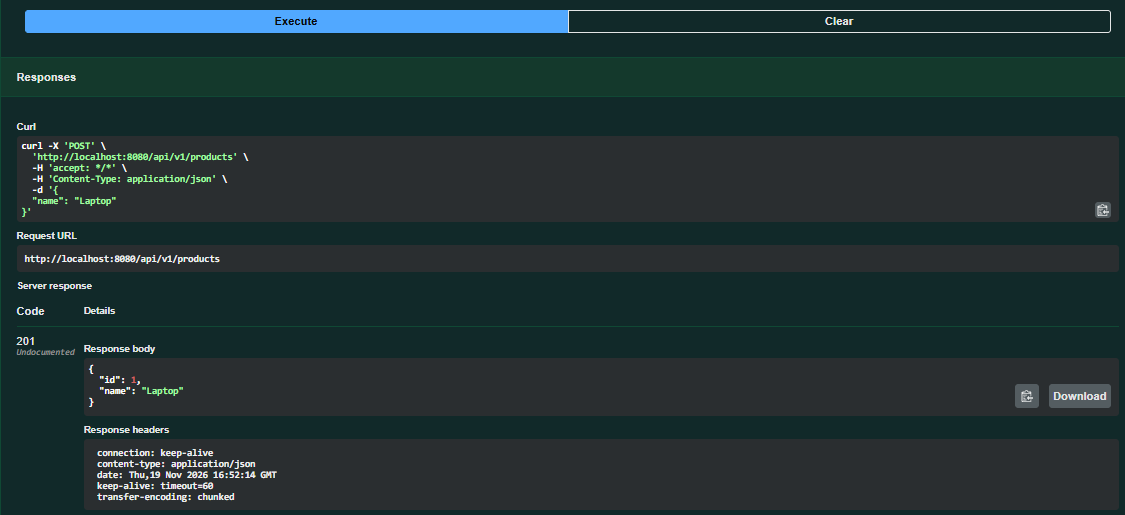 Execute
Clear
Responses
Curl
curl -X 'POST' \
'http://localhost:8080/api/v1/products' \
-H 'accept: */*' \
-H 'Content-Type: application/json' \
-d '{
"name": "Laptop"
}'
Request URL
http://localhost:8080/api/v1/products
Server response
Code
Details
201
Undocumented
Response body
{
"id": 1,
"name": "Laptop"
}
Download
Response headers
connection: keep-alive
content-type: application/json
date: Thu,19 Nov 2026 16:52:14 GMT
keep-alive: timeout=60
transfer-encoding: chunked